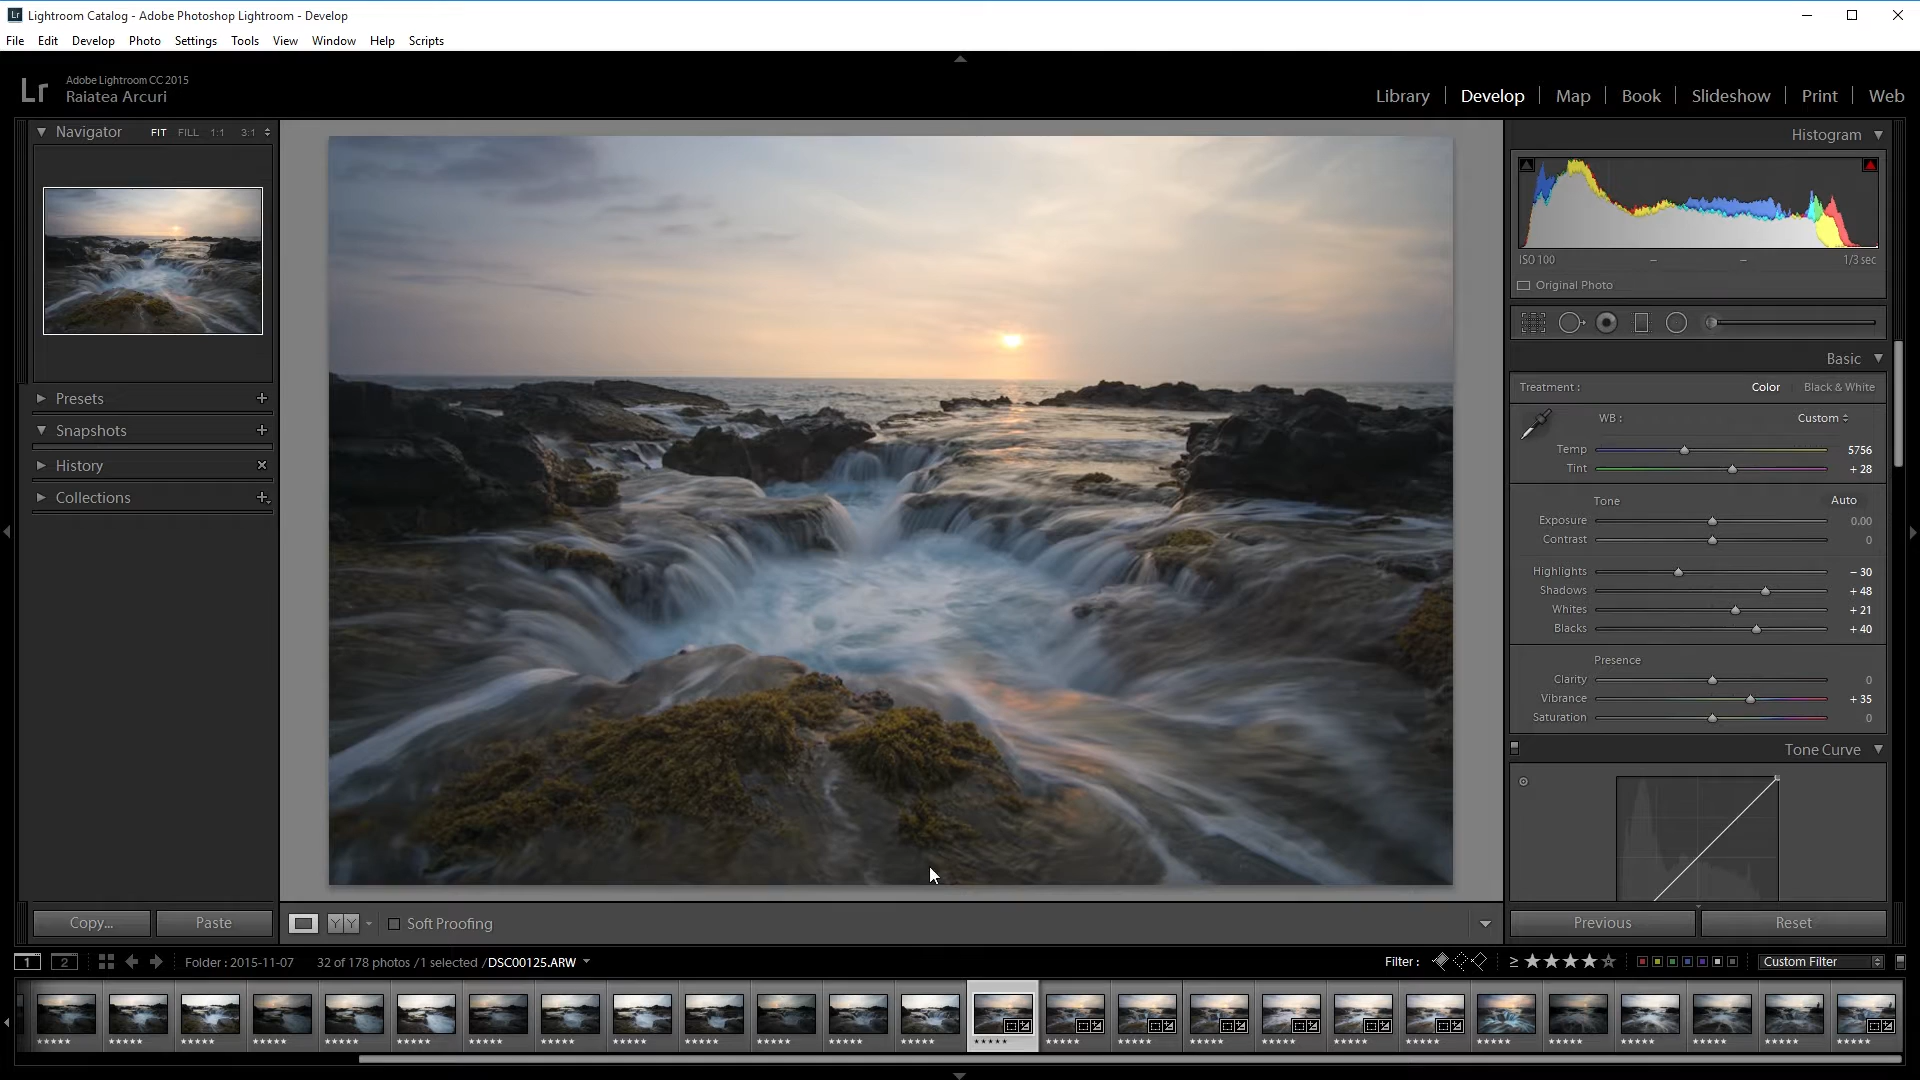 Lr Lightroom Catalog - Adobe Photoshop Lightroom - Develop
File Edit Develop Photo Settings Tools View Window Help Scripts
Lr
Adobe Lightroom CC 2015
Raiatea Arcuri
Library | Develop | Map | Book | Slideshow | Print | Web
Navigator FIT FILL 1:1 3:1
Presets
Snapshots
History
Collections
Copy... Paste
Y Y Soft Proofing
Histogram
ISO 100 – – 1/3 sec
Original Photo
Basic
Treatment : Color Black & White
WB : Custom
Temp 5756
Tint + 28
Tone Auto
Exposure 0.00
Contrast 0
Highlights – 30
Shadows + 48
Whites + 21
Blacks + 40
Presence
Clarity 0
Vibrance + 35
Saturation 0
Tone Curve
Previous Reset
1 2 Folder : 2015-11-07 32 of 178 photos /1 selected /DSC00125.ARW Filter : ≥ ★★★★☆ Custom Filter